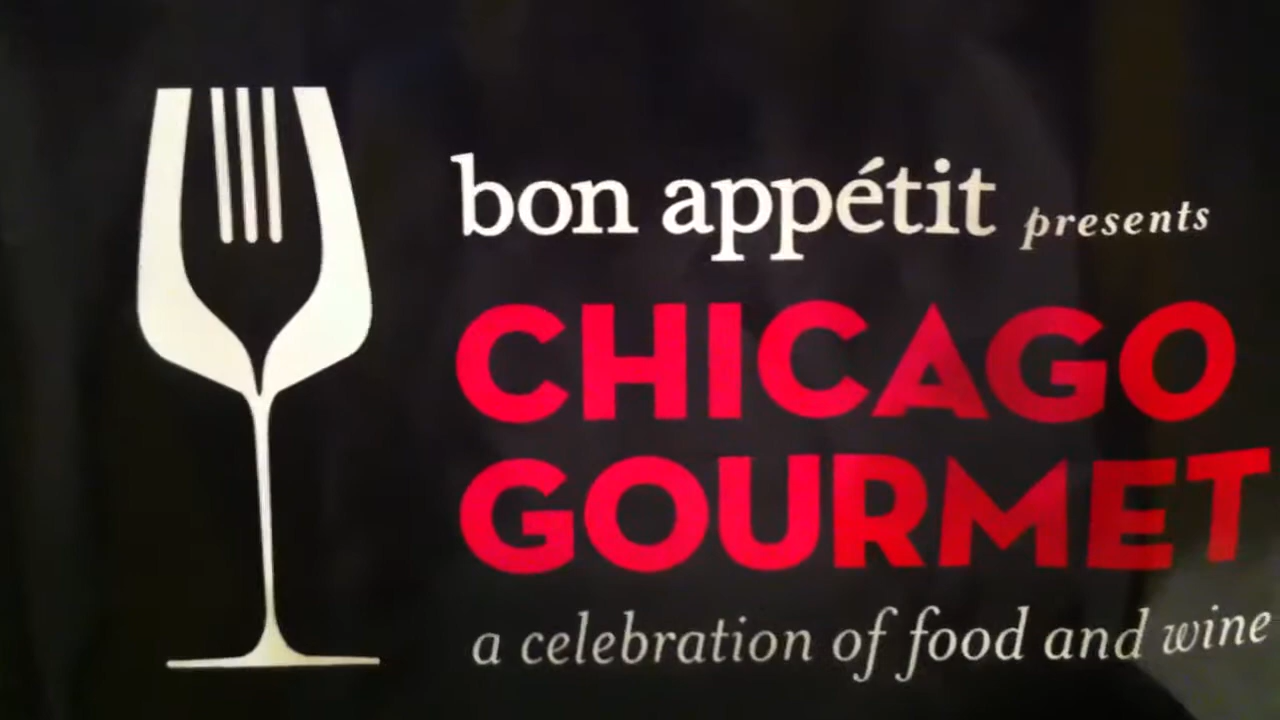 bon appétit presents
CHICAGO
GOURMET
a celebration of food and wine